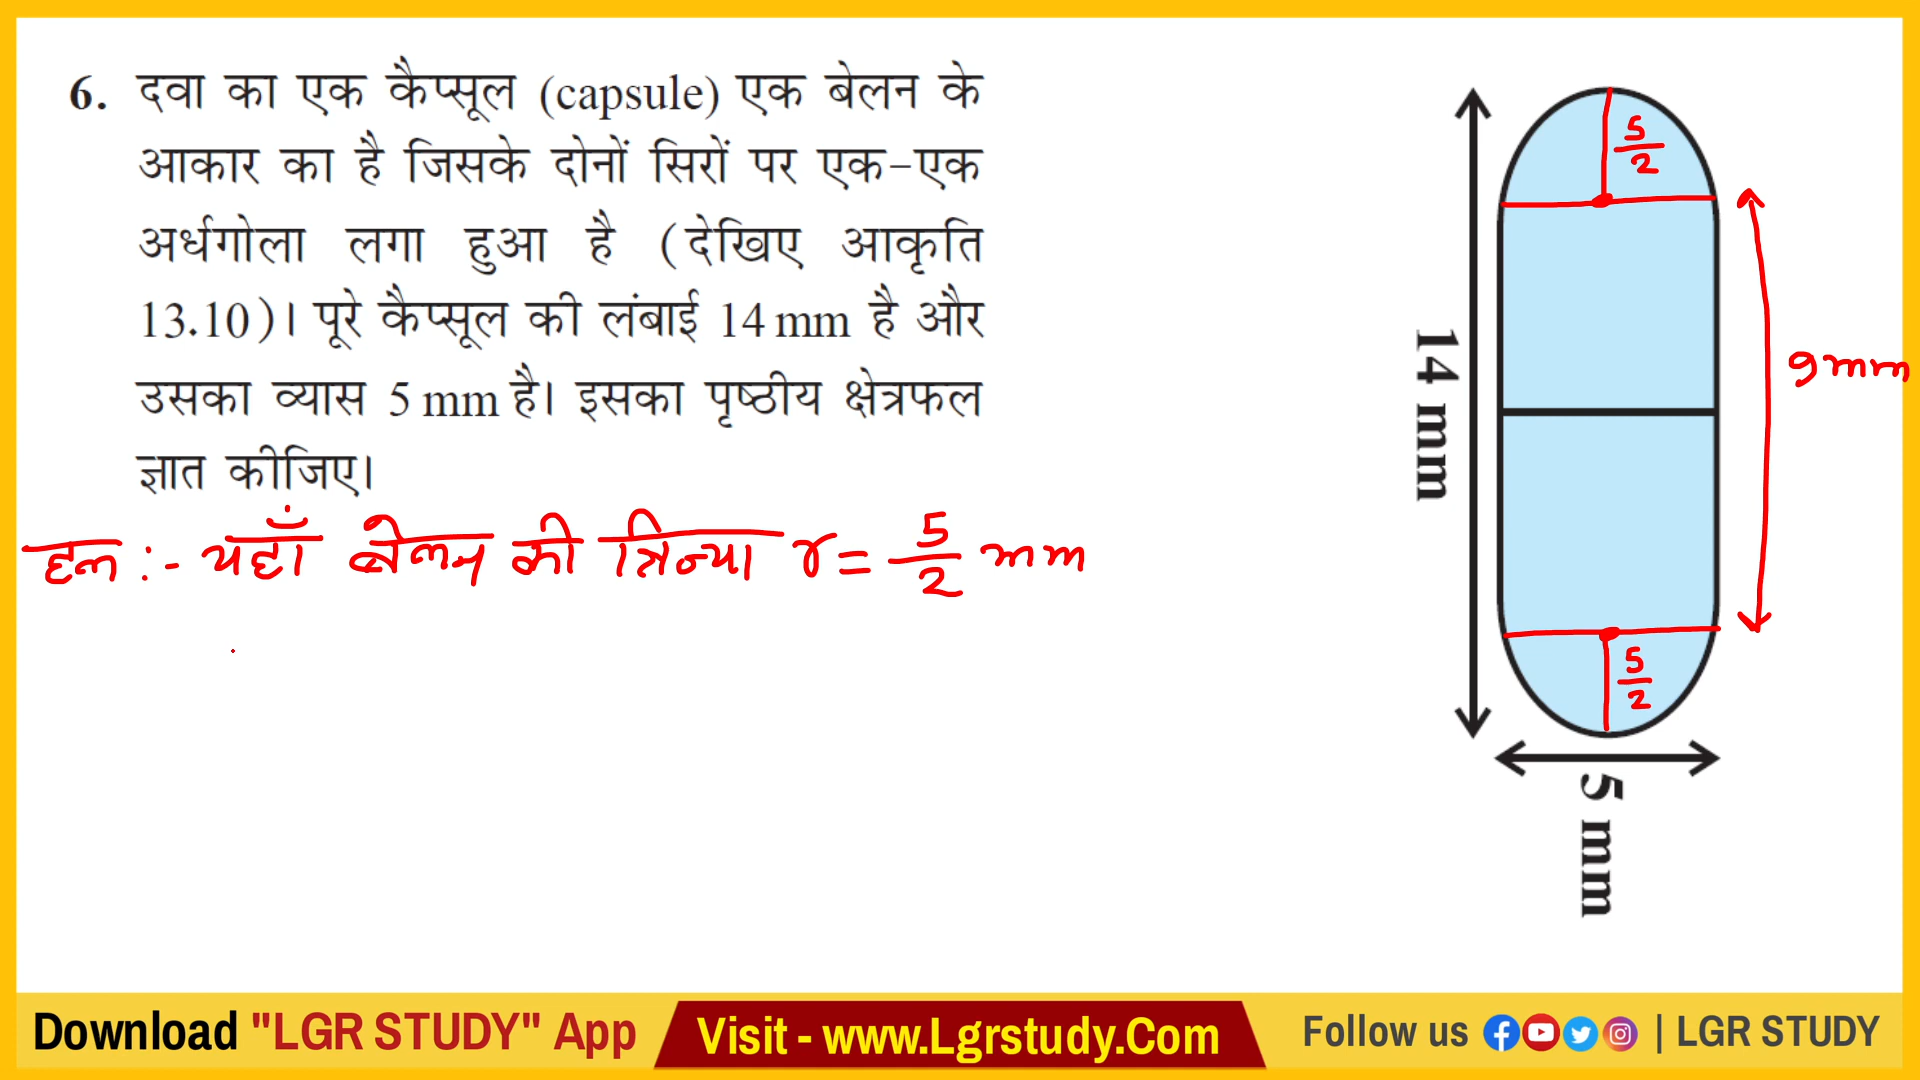 6. दवा का एक कैप्सूल (capsule) एक बेलन के
आकार का है जिसके दोनों सिरों पर एक-एक
अर्धगोला लगा हुआ है (देखिए आकृति
13.10)। पूरे कैप्सूल की लंबाई 14 mm है और
उसका व्यास 5 mm है। इसका पृष्ठीय क्षेत्रफल
ज्ञात कीजिए।
हल :- यहाँ बेलन की त्रिज्या r = 5/2 mm
5/2
14 mm
9mm
5/2
5 mm
Download "LGR STUDY" App
Visit - www.Lgrstudy.Com
Follow us | LGR STUDY